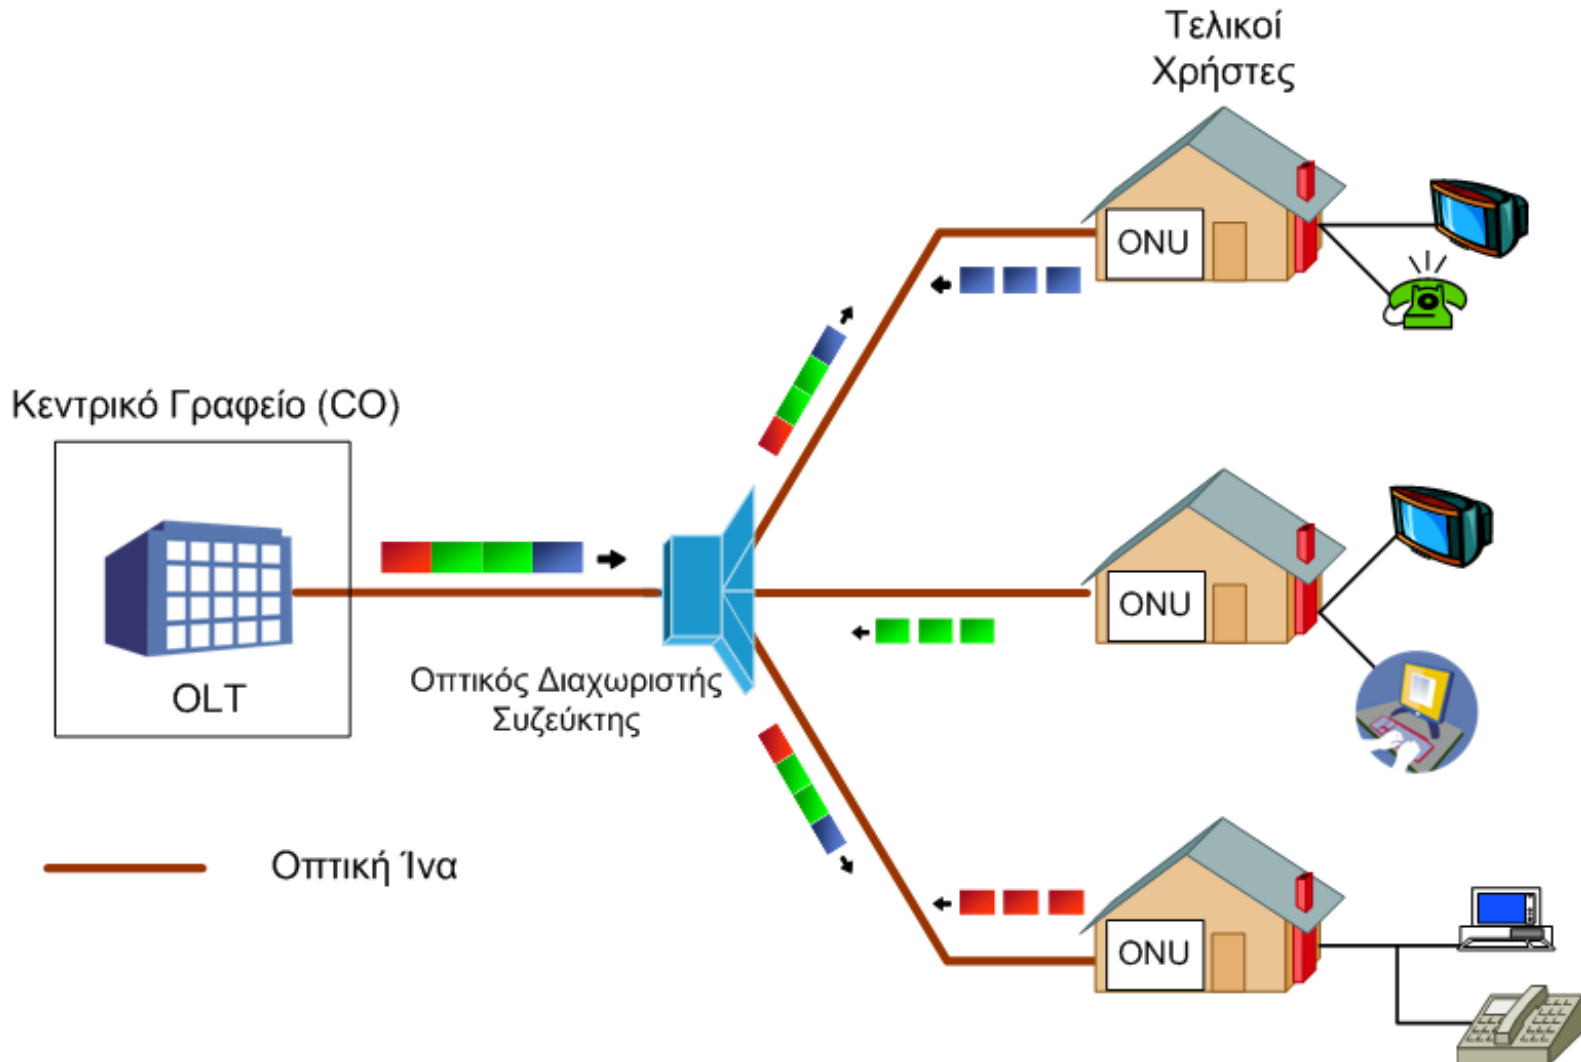 Τελικοί
Χρήστες
ONU
Κεντρικό Γραφείο (CO)
ONU
OLT
Οπτικός Διαχωριστής
Συζεύκτης
Οπτική Ίνα
ONU